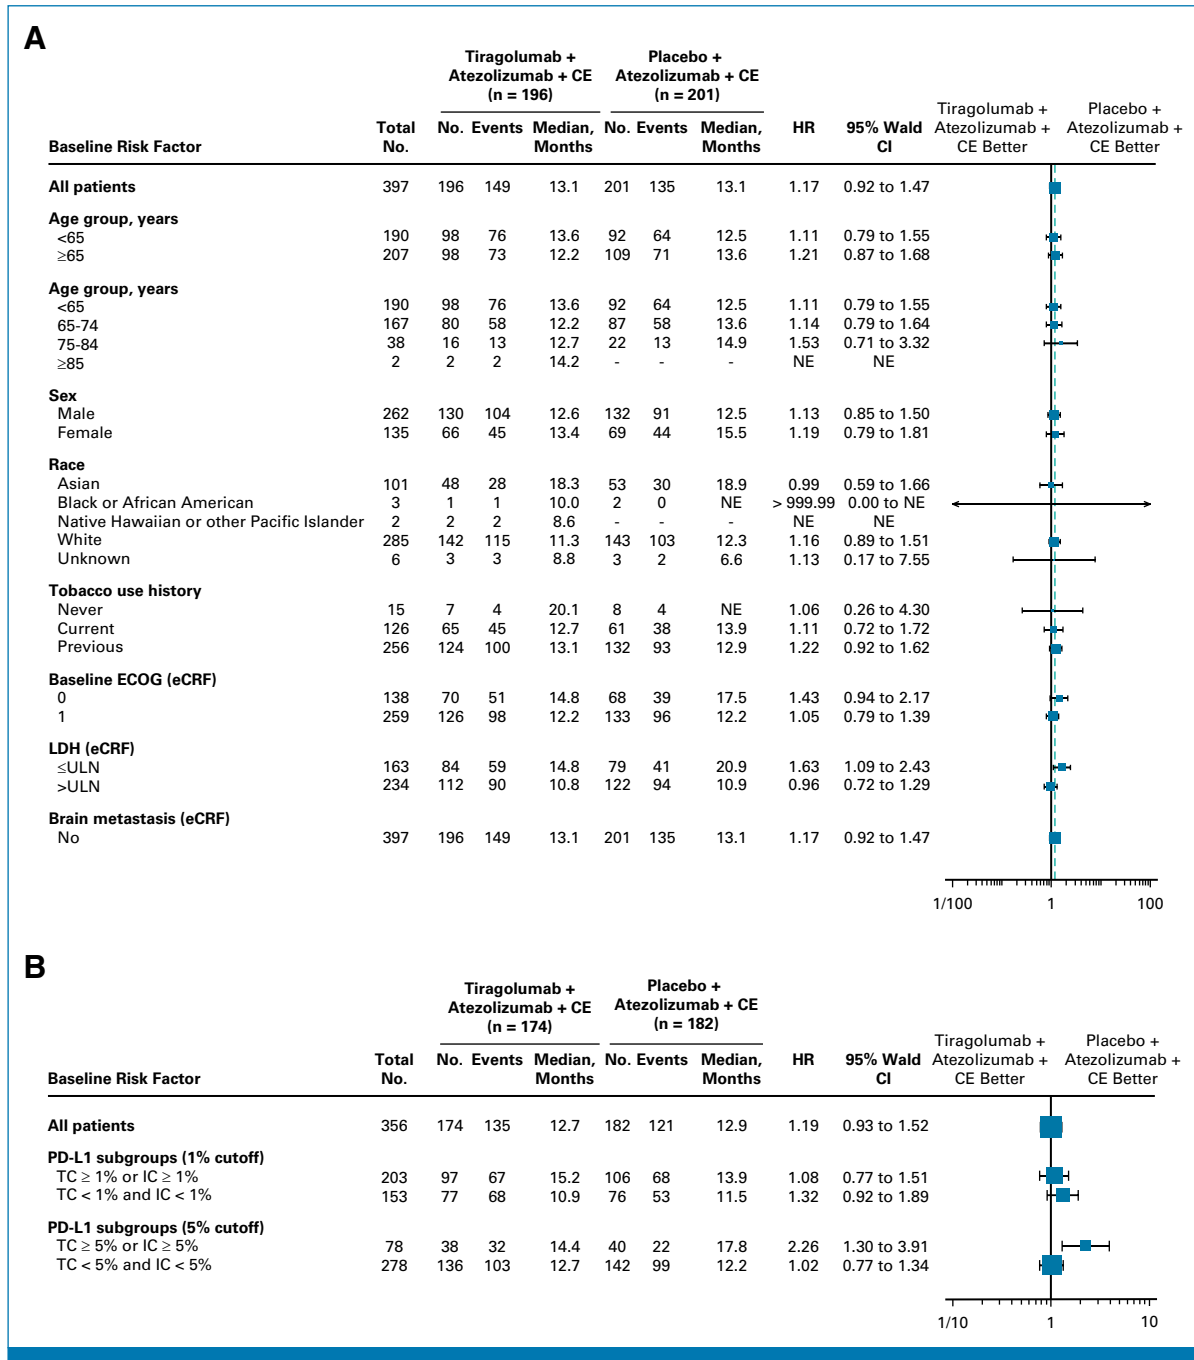 A
Tiragolumab + Atezolizumab + CE (n = 196) Placebo + Atezolizumab + CE (n = 201)
Tiragolumab + Atezolizumab + CE Better Placebo + Atezolizumab + CE Better
Baseline Risk Factor Total No. No. Events Median, Months No. Events Median, Months HR 95% Wald CI
All patients 397 196 149 13.1 201 135 13.1 1.17 0.92 to 1.47
Age group, years
<65 190 98 76 13.6 92 64 12.5 1.11 0.79 to 1.55
≥65 207 98 73 12.2 109 71 13.6 1.21 0.87 to 1.68
Age group, years
<65 190 98 76 13.6 92 64 12.5 1.11 0.79 to 1.55
65-74 167 80 58 12.2 87 58 13.6 1.14 0.79 to 1.64
75-84 38 16 13 12.7 22 13 14.9 1.53 0.71 to 3.32
≥85 2 2 2 14.2 - - - NE NE
Sex
Male 262 130 104 12.6 132 91 12.5 1.13 0.85 to 1.50
Female 135 66 45 13.4 69 44 15.5 1.19 0.79 to 1.81
Race
Asian 101 48 28 18.3 53 30 18.9 0.99 0.59 to 1.66
Black or African American 3 1 1 10.0 2 0 NE > 999.99 0.00 to NE
Native Hawaiian or other Pacific Islander 2 2 2 8.6 - - - NE NE
White 285 142 115 11.3 143 103 12.3 1.16 0.89 to 1.51
Unknown 6 3 3 8.8 3 2 6.6 1.13 0.17 to 7.55
Tobacco use history
Never 15 7 4 20.1 8 4 NE 1.06 0.26 to 4.30
Current 126 65 45 12.7 61 38 13.9 1.11 0.72 to 1.72
Previous 256 124 100 13.1 132 93 12.9 1.22 0.92 to 1.62
Baseline ECOG (eCRF)
0 138 70 51 14.8 68 39 17.5 1.43 0.94 to 2.17
1 259 126 98 12.2 133 96 12.2 1.05 0.79 to 1.39
LDH (eCRF)
≤ULN 163 84 59 14.8 79 41 20.9 1.63 1.09 to 2.43
>ULN 234 112 90 10.8 122 94 10.9 0.96 0.72 to 1.29
Brain metastasis (eCRF)
No 397 196 149 13.1 201 135 13.1 1.17 0.92 to 1.47
1/100 1 100
B
Tiragolumab + Atezolizumab + CE (n = 174) Placebo + Atezolizumab + CE (n = 182)
Tiragolumab + Atezolizumab + CE Better Placebo + Atezolizumab + CE Better
Baseline Risk Factor Total No. No. Events Median, Months No. Events Median, Months HR 95% Wald CI
All patients 356 174 135 12.7 182 121 12.9 1.19 0.93 to 1.52
PD-L1 subgroups (1% cutoff)
TC ≥ 1% or IC ≥ 1% 203 97 67 15.2 106 68 13.9 1.08 0.77 to 1.51
TC < 1% and IC < 1% 153 77 68 10.9 76 53 11.5 1.32 0.92 to 1.89
PD-L1 subgroups (5% cutoff)
TC ≥ 5% or IC ≥ 5% 78 38 32 14.4 40 22 17.8 2.26 1.30 to 3.91
TC < 5% and IC < 5% 278 136 103 12.7 142 99 12.2 1.02 0.77 to 1.34
1/10 1 10